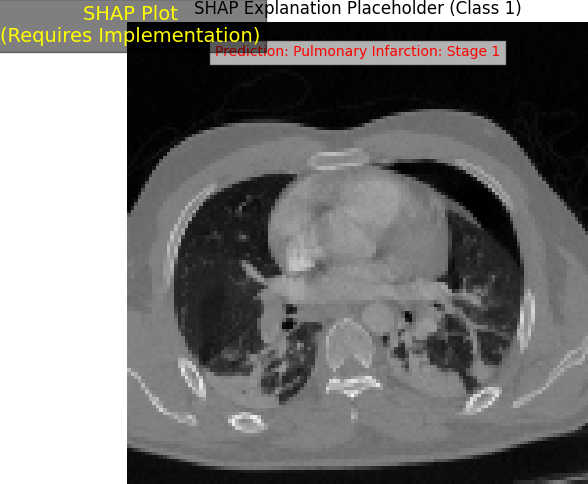 SHAP Explanation Placeholder (Class 1)
SHAP Plot
(Requires Implementation)
Prediction: Pulmonary Infarction: Stage 1